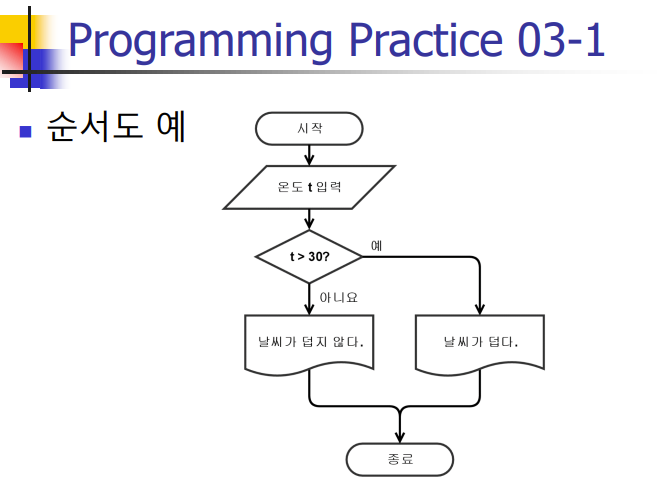 Programming Practice 03-1
순서도 예
시작
온도 t 입력
t > 30?
예
아니요
날씨가 덥지 않다.
날씨가 덥다.
종료